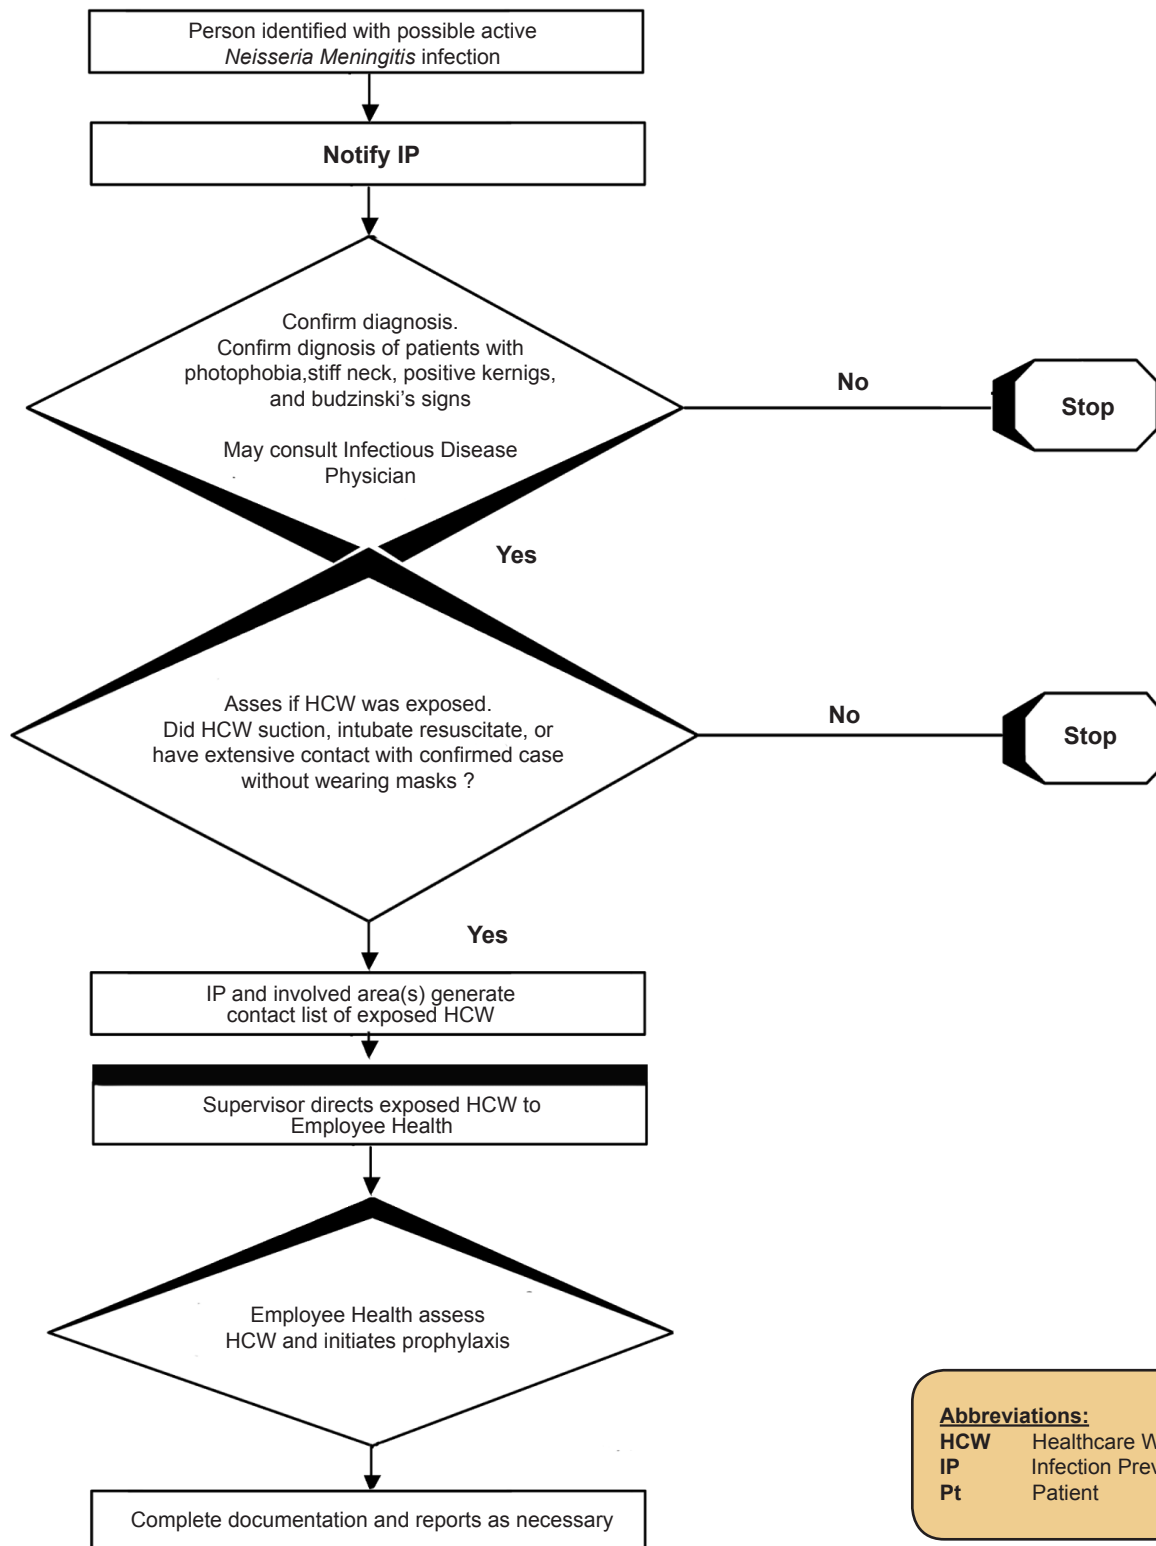 Person identified with possible active
Neisseria Meningitis infection
Notify IP
Confirm diagnosis.
Confirm dignosis of patients with
photophobia,stiff neck, positive kernigs,
and budzinski's signs
May consult Infectious Disease
Physician
No
Stop
Yes
Asses if HCW was exposed.
Did HCW suction, intubate resuscitate, or
have extensive contact with confirmed case
without wearing masks ?
No
Stop
Yes
IP and involved area(s) generate
contact list of exposed HCW
Supervisor directs exposed HCW to
Employee Health
Employee Health assess
HCW and initiates prophylaxis
Complete documentation and reports as necessary
Abbreviations:
HCW Healthcare
IP Infection
Pt Patient